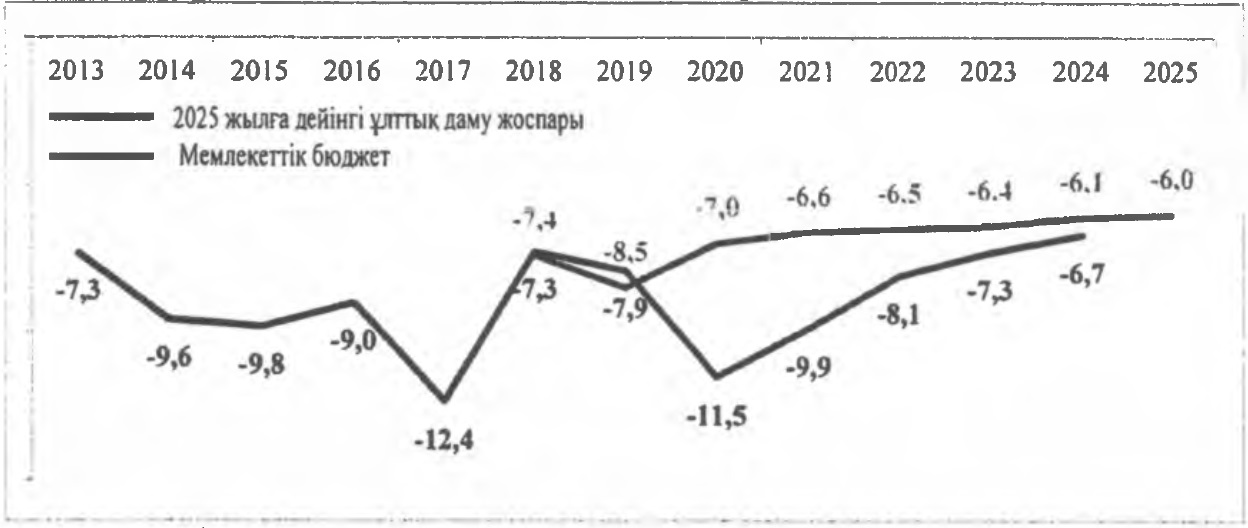 2013 2014 2015 2016 2017 2018 2019 2020 2021 2022 2023 2024 2025
2025 жылға дейінгі ұлттық даму жоспары
Мемлекеттік бюджет
-7,4 -8,5 -7,0 -6,6 -6.5 -6.4 -6,1 -6,0
-7,3 -9,6 -9,8 -9,0 -12,4 -7,3 -7,9 -11,5 -9,9 -8,1 -7,3 -6,7